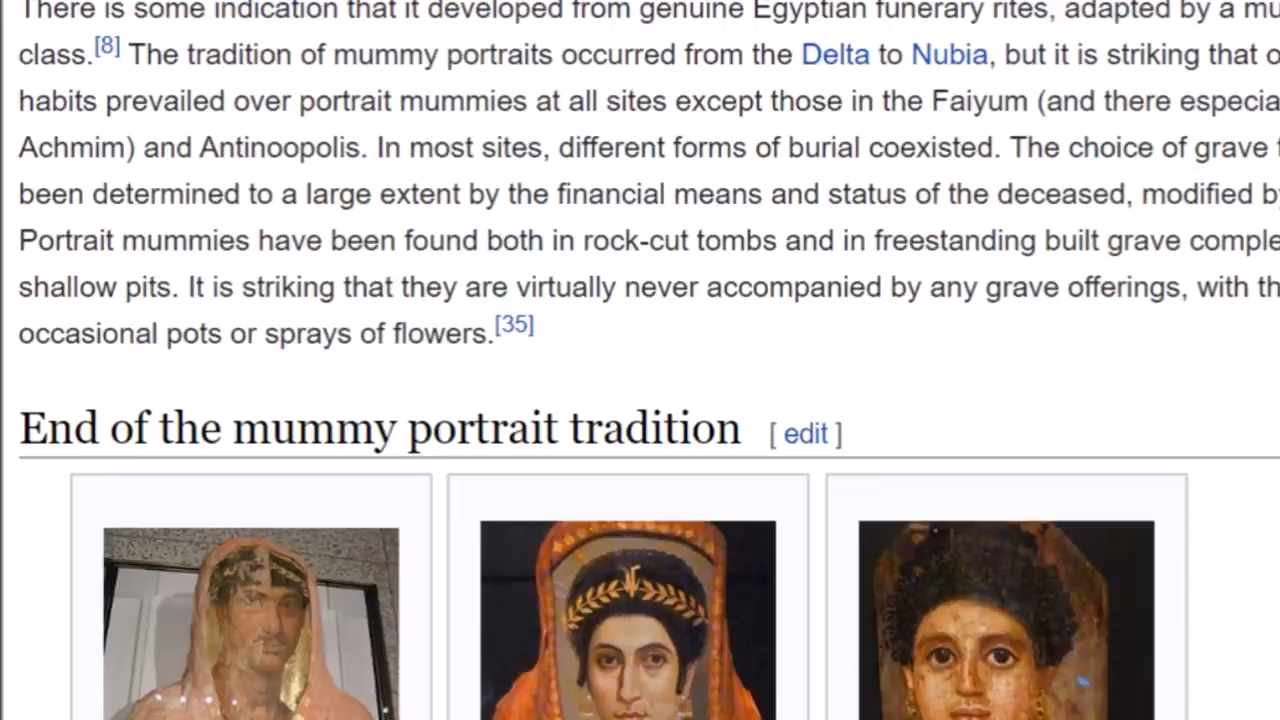 There is some indication that it developed from genuine Egyptian funerary rites, adapted by a mu
class.[8] The tradition of mummy portraits occurred from the Delta to Nubia, but it is striking that o
habits prevailed over portrait mummies at all sites except those in the Faiyum (and there especia
Achmim) and Antinoopolis. In most sites, different forms of burial coexisted. The choice of grave
been determined to a large extent by the financial means and status of the deceased, modified by
Portrait mummies have been found both in rock-cut tombs and in freestanding built grave comple
shallow pits. It is striking that they are virtually never accompanied by any grave offerings, with th
occasional pots or sprays of flowers.[35]
End of the mummy portrait tradition [ edit ]